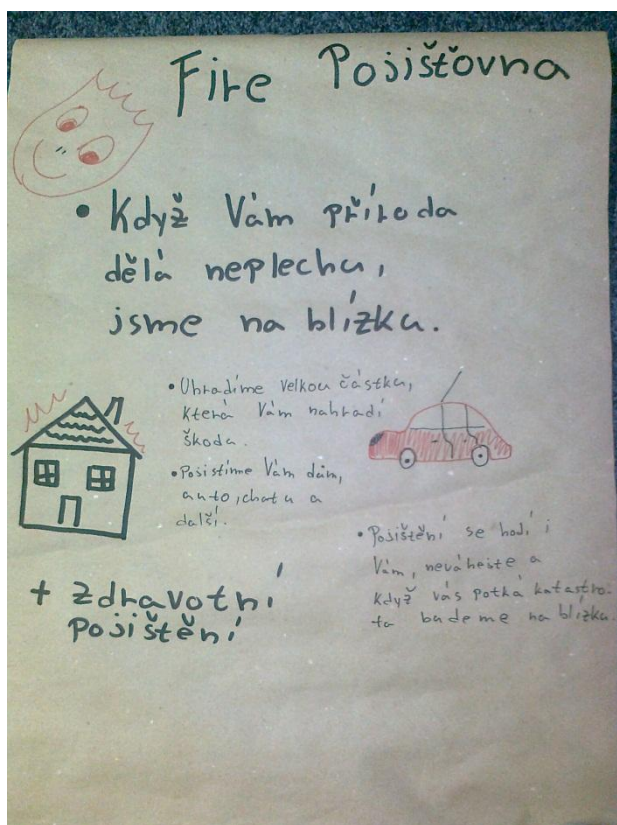 Fire Pojišťovna
• Když Vám příroda
dělá neplechu,
jsme na blízku.
• Uhradíme velkou částku,
která Vám nahradí
škoda.
• Pojistíme Vám dům,
auto, chatu a
další.
• Pojištění se hodí i
Vám, neváhejte a
když vás potká katastro-
fa budeme na blízku.
+ Zdravotní
pojištění